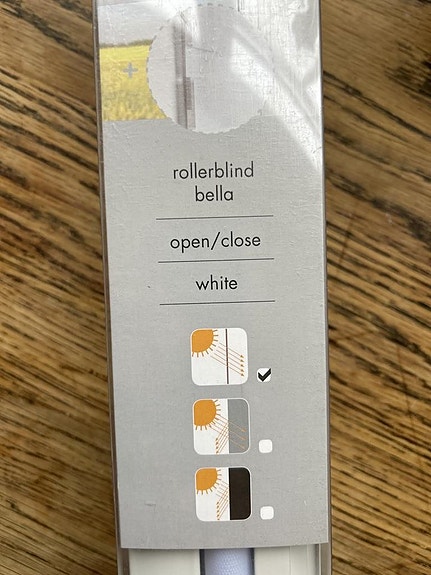 rollerblind
bella
open/close
white